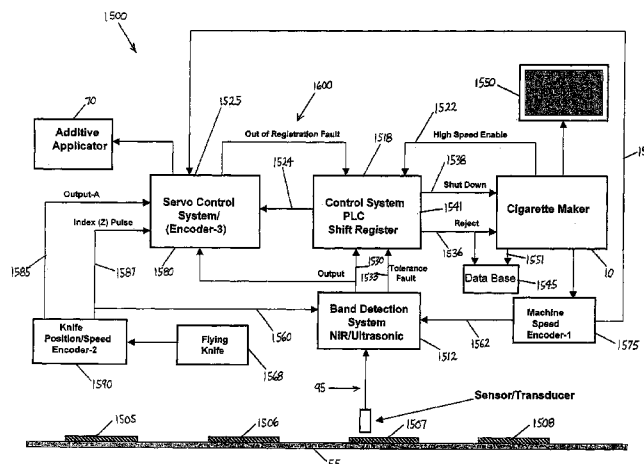 1500
70
1525
1600
1550
Additive
Applicator
Out of Registration Fault
1518
1522
High Speed Enable
1524
1538
Shut Down
Output-A
Servo Control
System/
(Encoder-3)
Control System
PLC
Shift Register
1541
Cigarette Maker
Index (Z) Pulse
Reject
1536
1585
1587
1580
Output
1530
1533
Tolerance
Fault
1551
10
Data Base
1545
Knife
Position/Speed
Encoder-2
1560
Flying
Knife
Band Detection
System
NIR/Ultrasonic
1562
Machine
Speed
Encoder-1
1590
1568
1512
1575
95
Sensor/Transducer
1505
1506
1507
1508
55